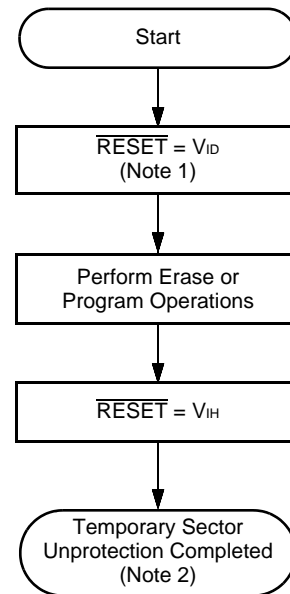 Start
RESET = VID
(Note 1)
Perform Erase or
Program Operations
RESET = VIH
Temporary Sector
Unprotection Completed
(Note 2)